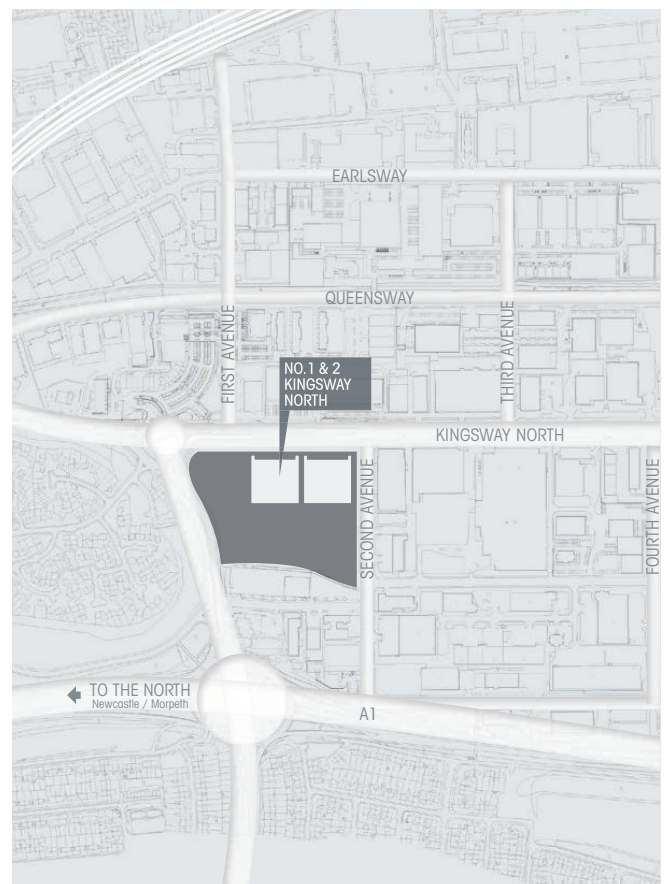 EARLSWAY
QUEENSWAY
FIRST AVENUE
THIRD AVENUE
NO.1 & 2
KINGSWAY
NORTH
KINGSWAY NORTH
SECOND AVENUE
FOURTH AVENUE
TO THE NORTH
Newcastle / Morpeth
A1